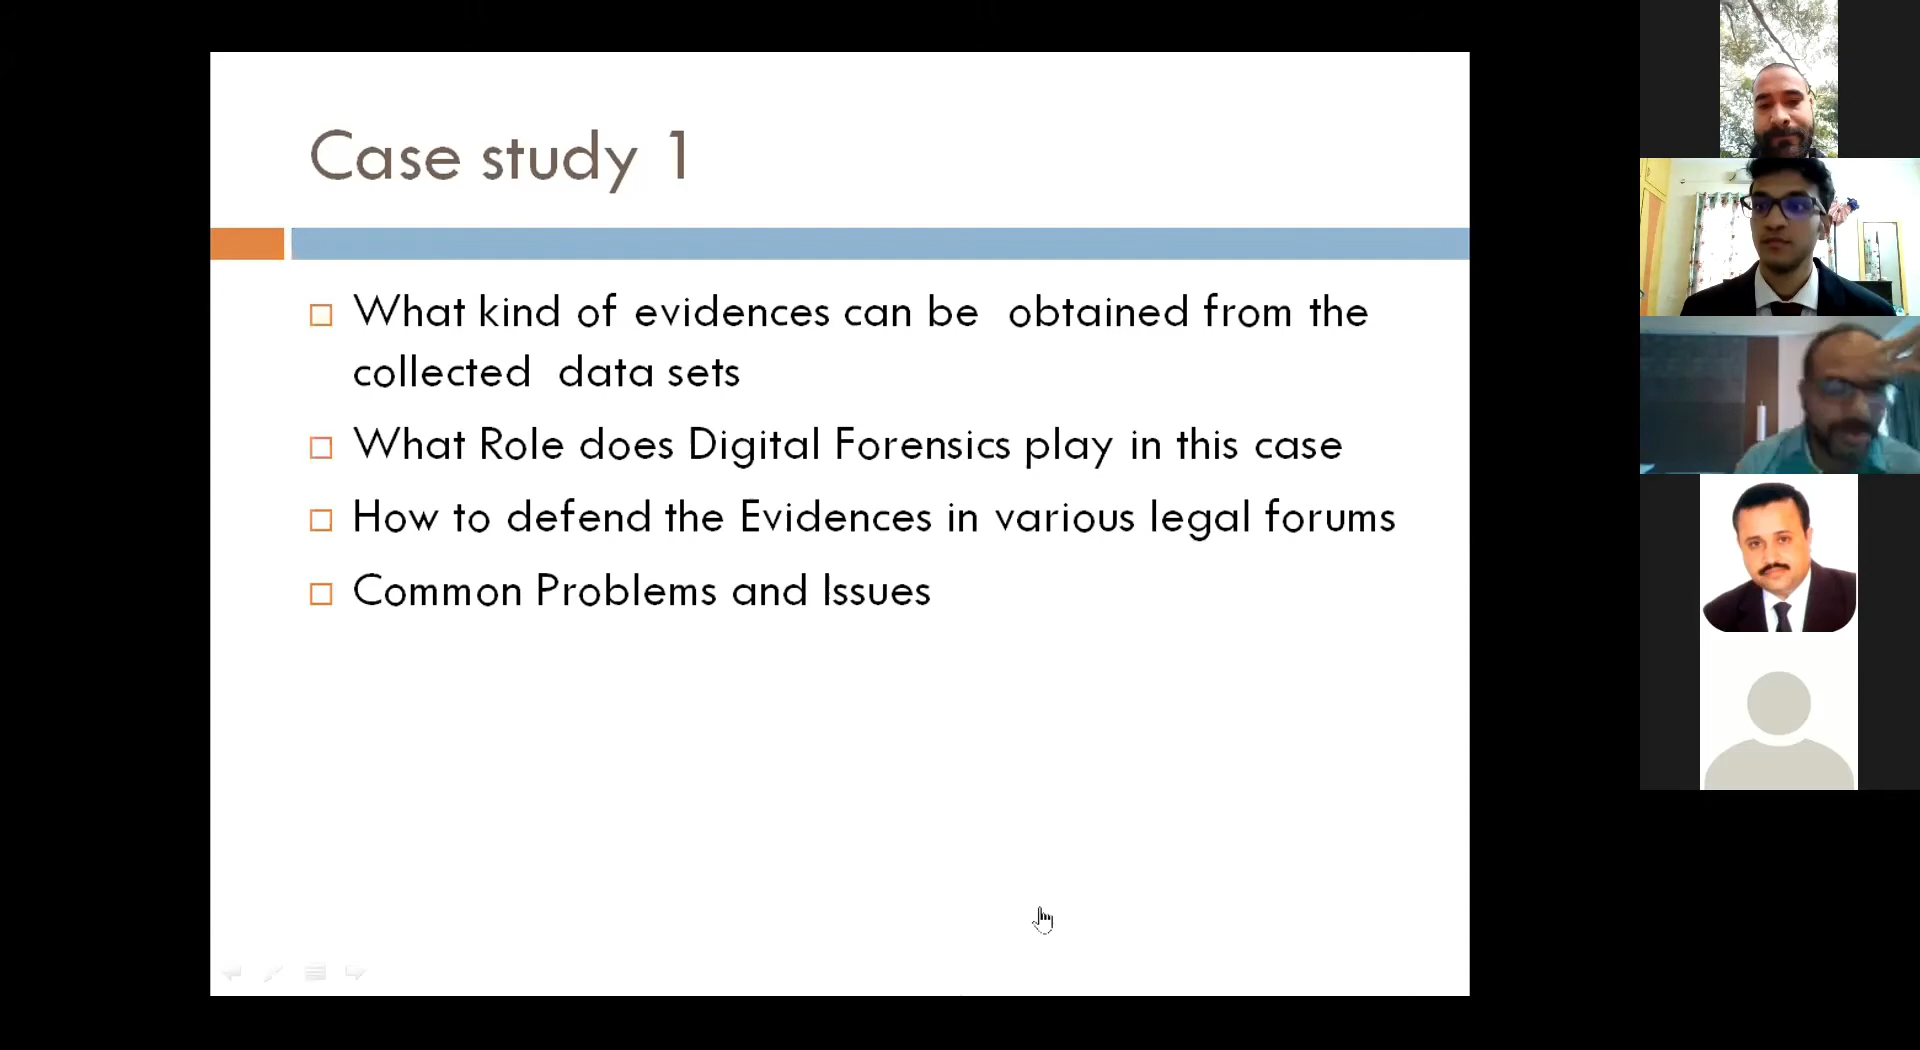 Case study 1
What kind of evidences can be obtained from the
collected data sets
What Role does Digital Forensics play in this case
How to defend the Evidences in various legal forums
Common Problems and Issues